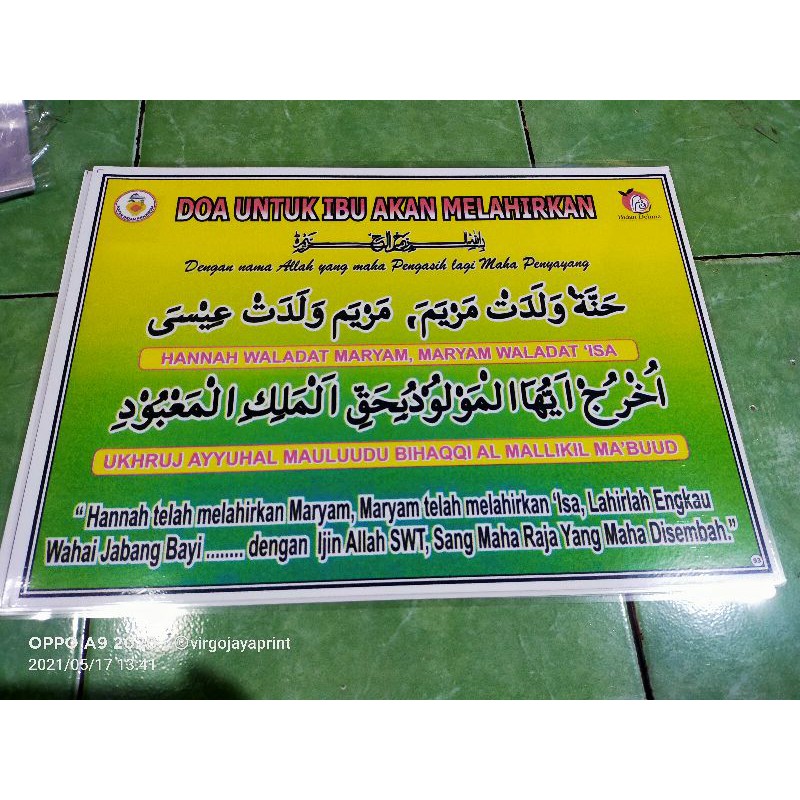 DOA UNTUK IBU AKAN MELAHIRKAN
Bidan Delima
Dengan nama Allah yang maha Pengasih lagi Maha Penyayang
حَنَّةُ وَلَدَتْ مَرْيَمَ، مَرْيَم وَلَدَتْ عِيْسَى
HANNAH WALADAT MARYAM, MARYAM WALADAT 'ISA
اُخْرُجْ اَيُّهَا الْمَوْلُوْدُ بِحَقِّ اَلْمَلِكِ الْمَعْبُوْدِ
UKHRUJ AYYUHAL MAULUUDU BIHAQQI AL MALLIKIL MA'BUUD
"Hannah telah melahirkan Maryam, Maryam telah melahirkan 'Isa, Lahirlah Engkau
Wahai Jabang Bayi ........ dengan Ijin Allah SWT, Sang Maha Raja Yang Maha Disembah."
OPPO A9 2020 ©virgojayaprint
2021/05/17 13:41